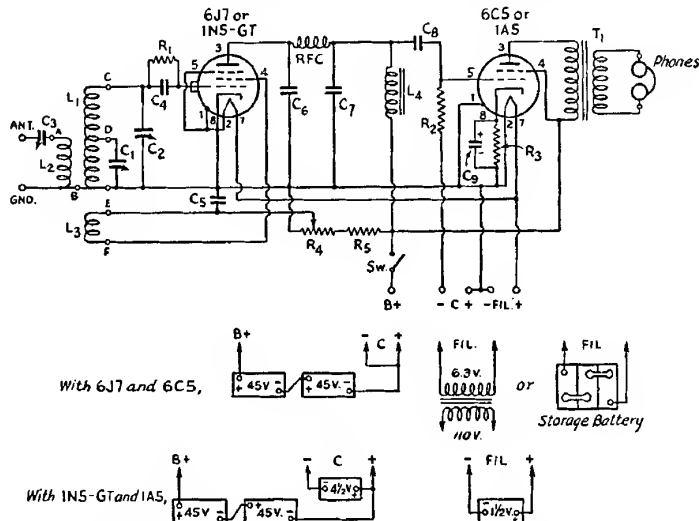 6J7 or
1N5-GT
6C5 or
1A5
T1
Phones
R1
C4
5
3
4
1
8
2
7
RFC
C8
C6
C7
L4
R2
5
3
4
1
8
2
7
C9
R3
C
L1
D
C3
ANT.
A
L2
C1
C2
B
GND.
E
L3
F
C5
R4
R5
Sw.
B+
- C +
-FIL.+
B+
- C +
FIL.
6.3V.
110V.
or
FIL
Storage Battery
With 6J7 and 6C5,
+ 45V -
+ 45V. -
B+
- C +
- 4½V. +
- FIL +
- 1½V. +
With 1N5-GT and 1A5,
+ 45V. -
+ 45V. -